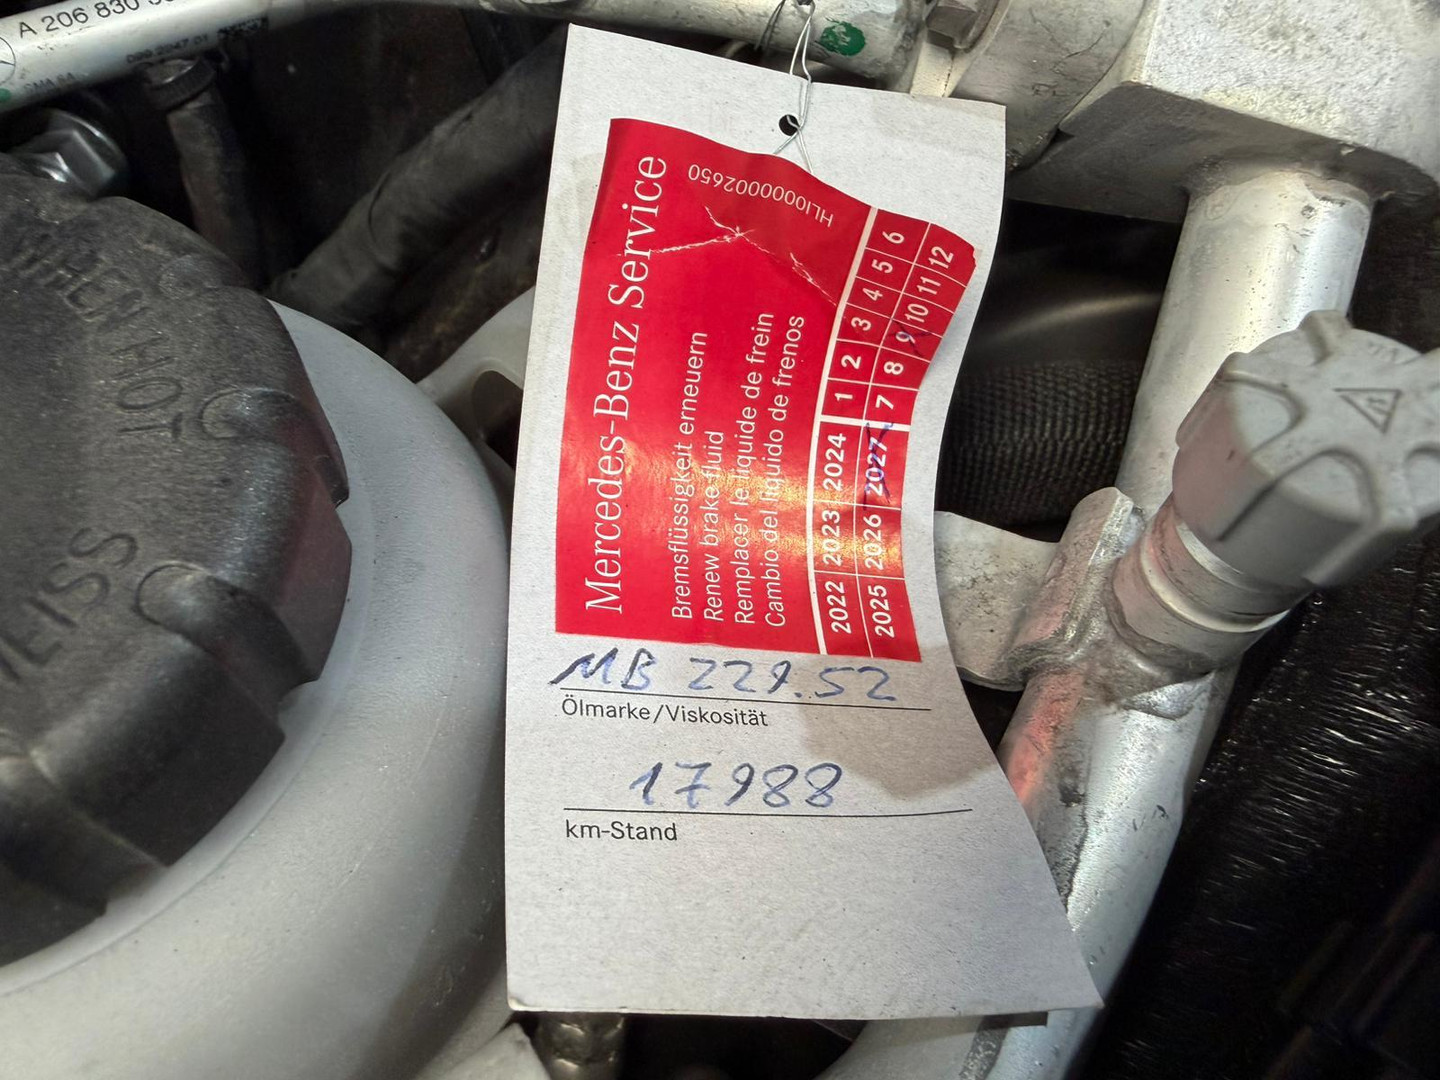 A 206 830
Mercedes-Benz Service
HLI0000002650
Bremsflüssigkeit erneuern
Renew brake fluid
Remplacer le liquide de frein
Cambio del líquido de frenos
2022 2023 2024 1 2 3 4 5 6
2025 2026 2027 7 8 9 10 11 12
MB 229.52
Ölmarke/Viskosität
17988
km-Stand